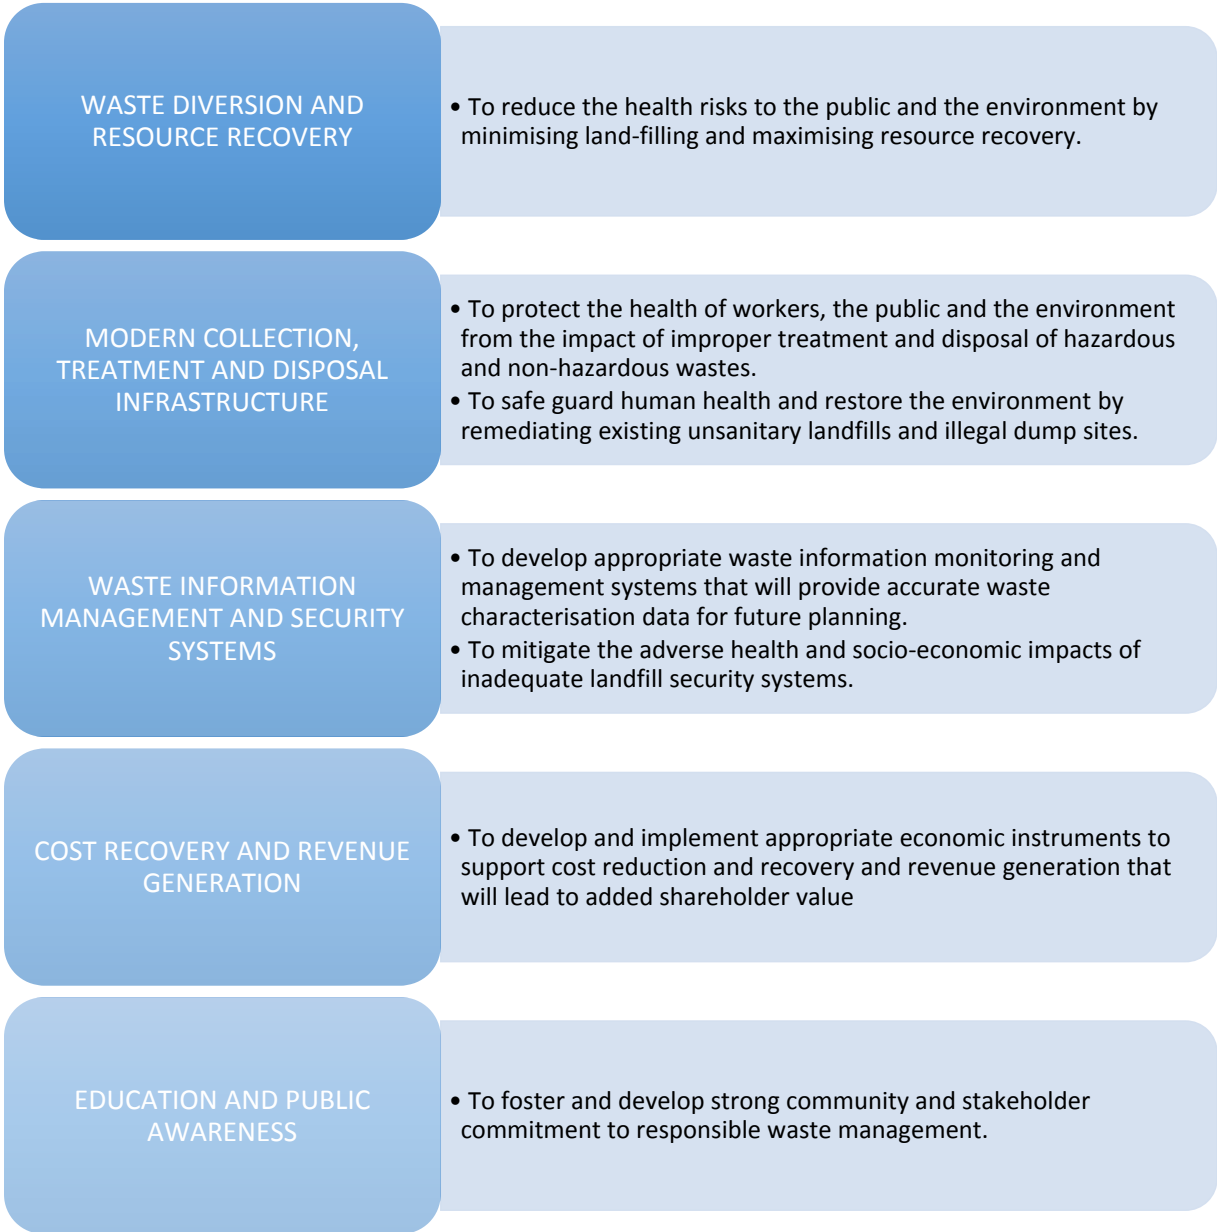 WASTE DIVERSION AND
RESOURCE RECOVERY
• To reduce the health risks to the public and the environment by
minimising land-filling and maximising resource recovery.
MODERN COLLECTION,
TREATMENT AND DISPOSAL
INFRASTRUCTURE
• To protect the health of workers, the public and the environment
from the impact of improper treatment and disposal of hazardous
and non-hazardous wastes.
• To safe guard human health and restore the environment by
remediating existing unsanitary landfills and illegal dump sites.
WASTE INFORMATION
MANAGEMENT AND SECURITY
SYSTEMS
• To develop appropriate waste information monitoring and
management systems that will provide accurate waste
characterisation data for future planning.
• To mitigate the adverse health and socio-economic impacts of
inadequate landfill security systems.
COST RECOVERY AND REVENUE
GENERATION
• To develop and implement appropriate economic instruments to
support cost reduction and recovery and revenue generation that
will lead to added shareholder value
EDUCATION AND PUBLIC
AWARENESS
• To foster and develop strong community and stakeholder
commitment to responsible waste management.